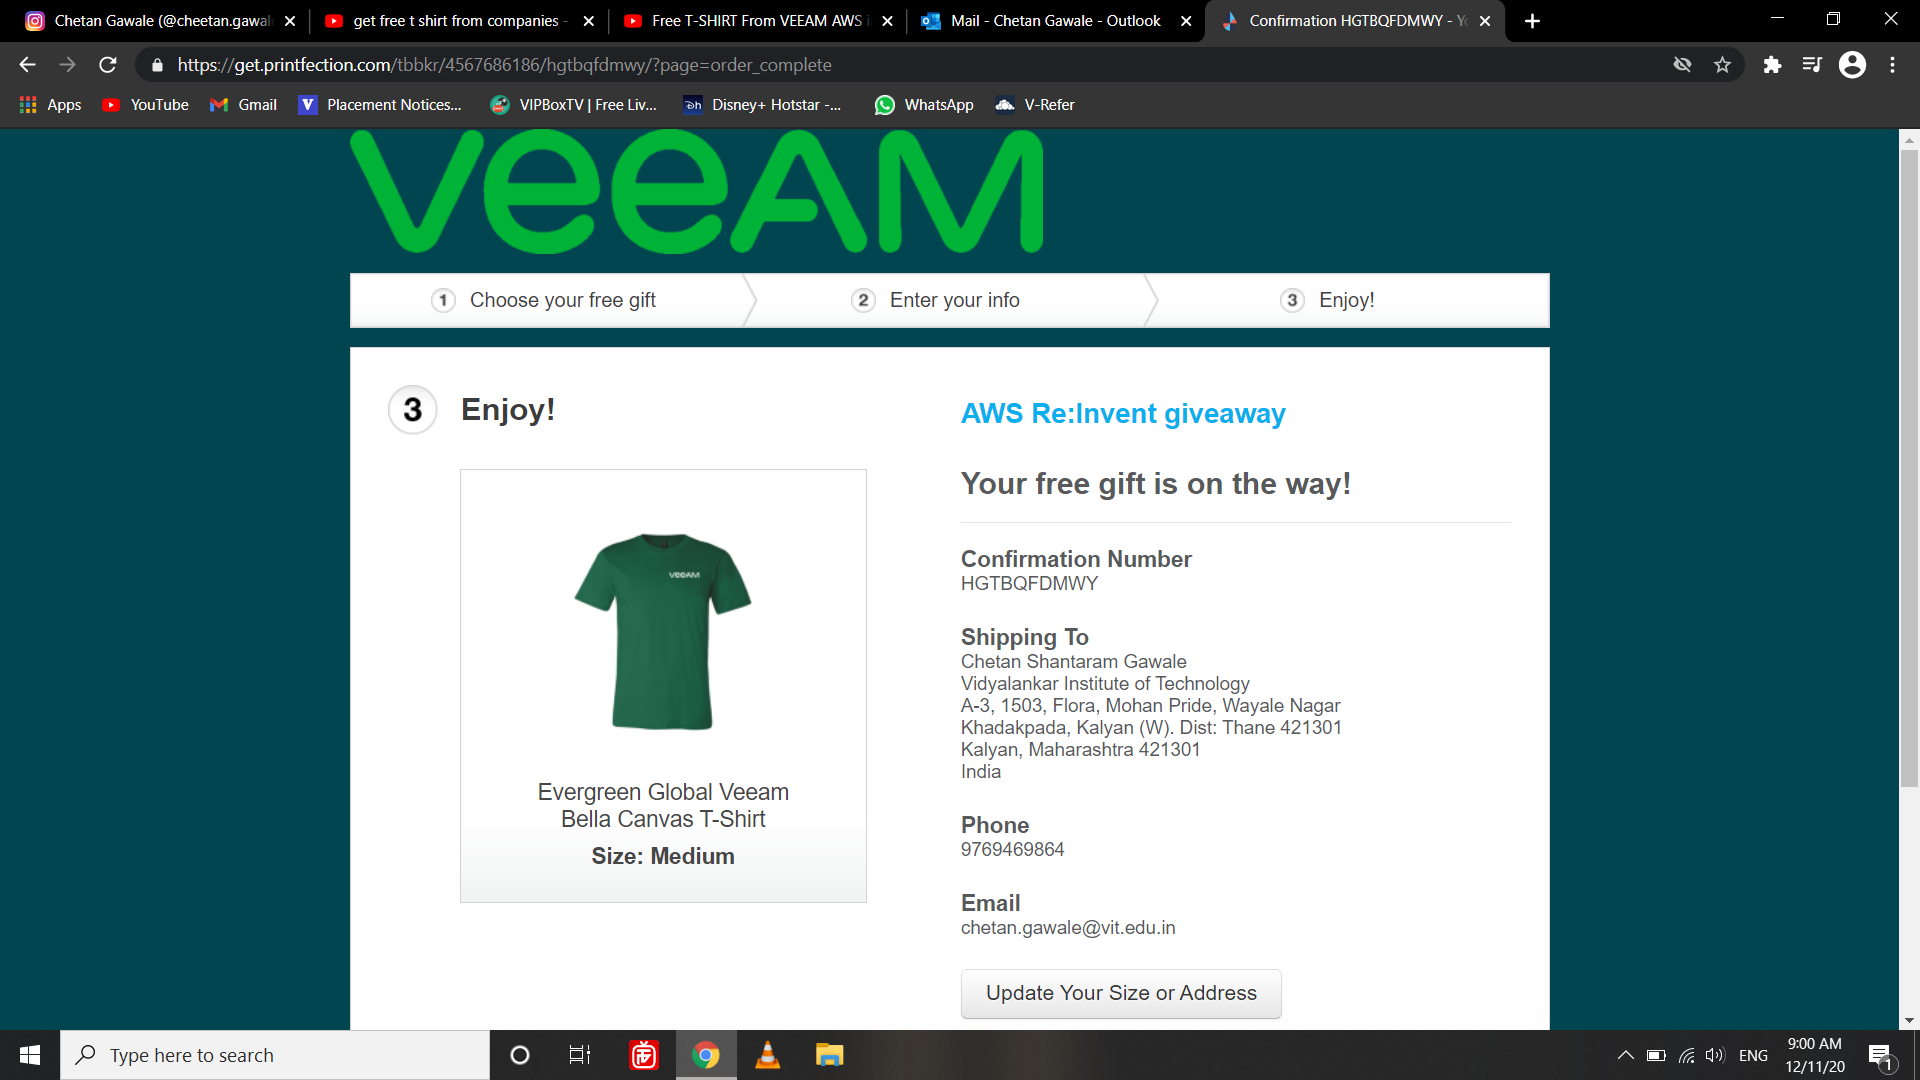 Chetan Gawale (@cheetan.gawal
get free t shirt from companies -
Free T-SHIRT From VEEAM AWS i
Mail - Chetan Gawale - Outlook
Confirmation HGTBQFDMWY - Yo
https://get.printfection.com/tbbkr/4567686186/hgtbqfdmwy/?page=order_complete
Apps
YouTube
Gmail
V
Placement Notices...
VIPBoxTV | Free Liv...
Disney+ Hotstar -...
WhatsApp
V-Refer
veeAM
1 Choose your free gift
2 Enter your info
3 Enjoy!
3 Enjoy!
veeAM
Evergreen Global Veeam
Bella Canvas T-Shirt
Size: Medium
AWS Re:Invent giveaway
Your free gift is on the way!
Confirmation Number
HGTBQFDMWY
Shipping To
Chetan Shantaram Gawale
Vidyalankar Institute of Technology
A-3, 1503, Flora, Mohan Pride, Wayale Nagar
Khadakpada, Kalyan (W). Dist: Thane 421301
Kalyan, Maharashtra 421301
India
Phone
9769469864
Email
chetan.gawale@vit.edu.in
Update Your Size or Address
Type here to search
ENG
9:00 AM
12/11/20
1